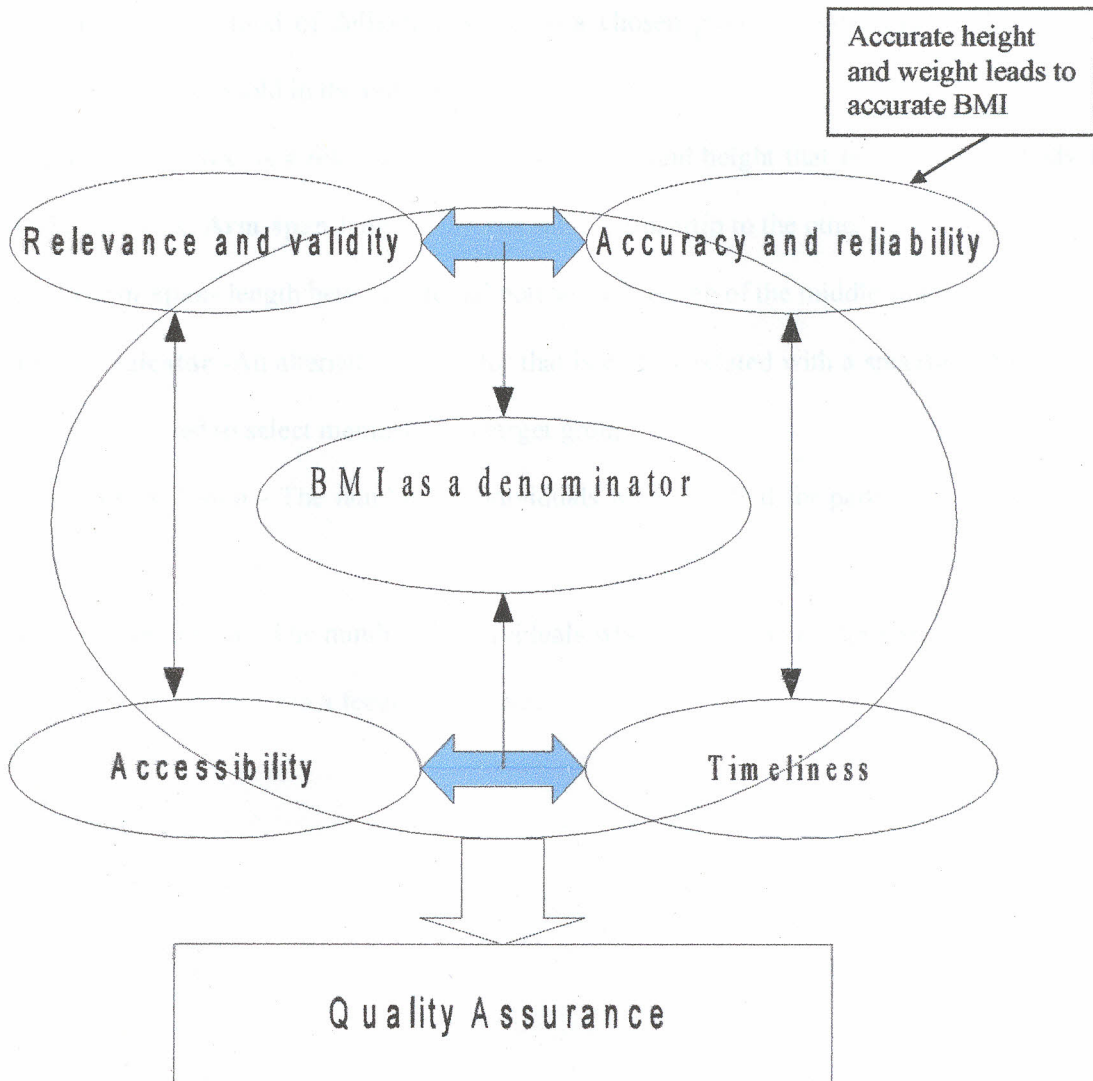 Accurate height
and weight leads to
accurate BMI
Relevance and validity
Accuracy and reliability
BMI as a denominator
Accessibility
Timeliness
Quality Assurance